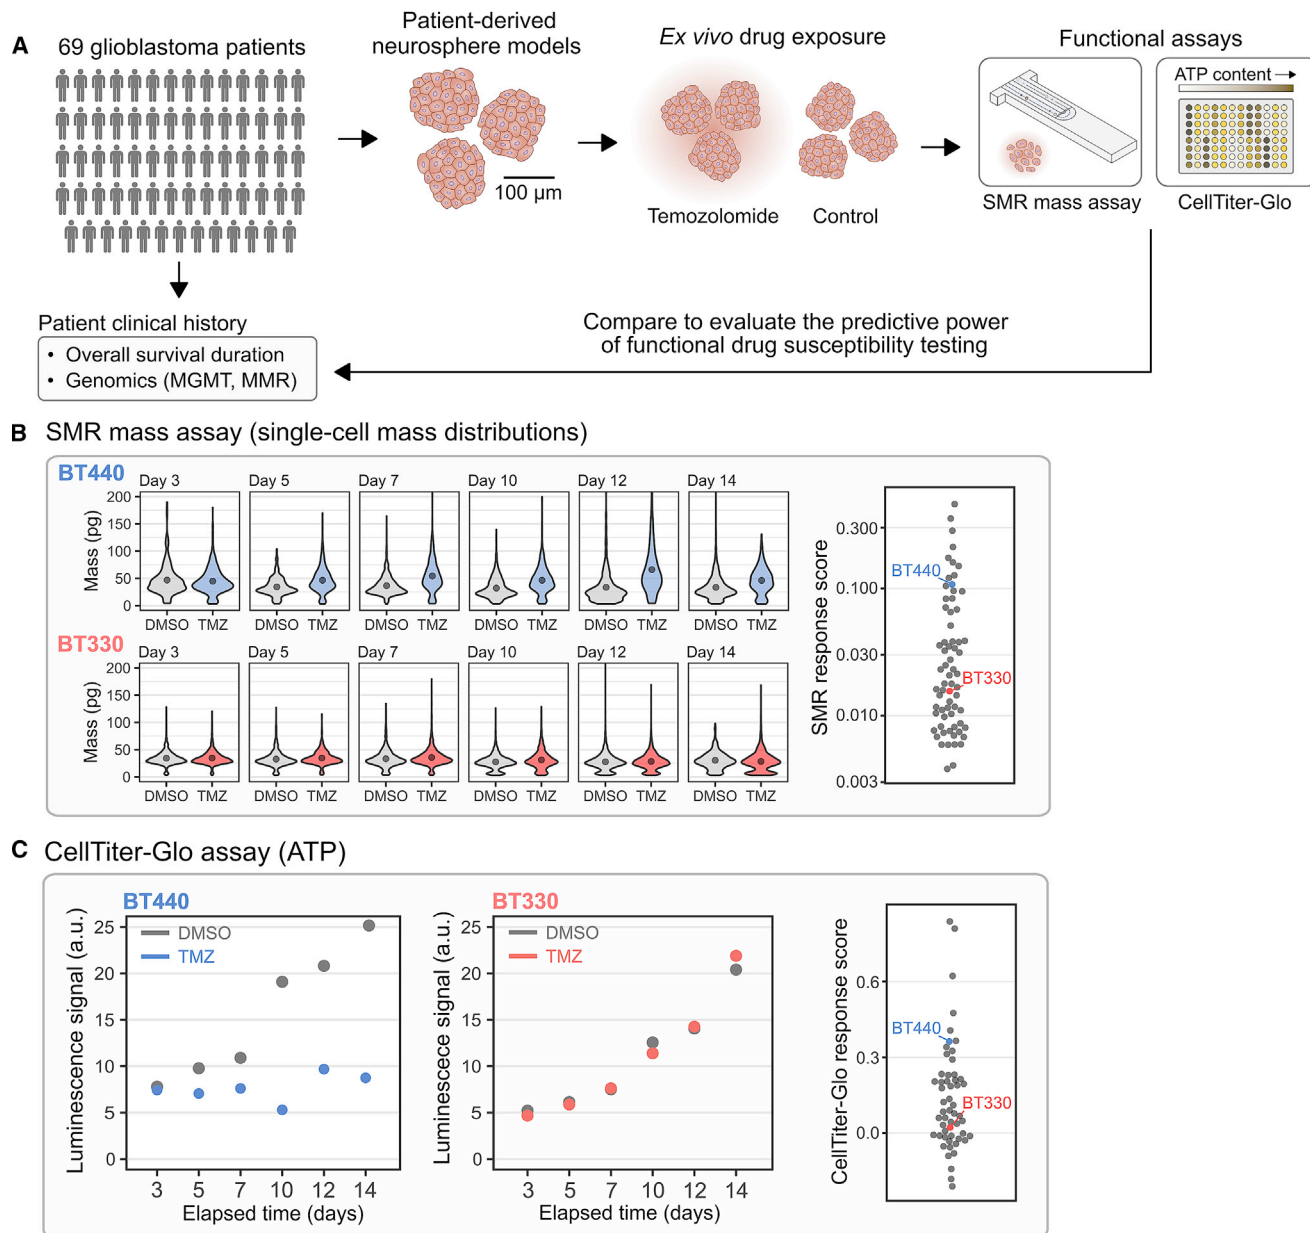 A
69 glioblastoma patients
Patient-derived
neurosphere models
100 µm
Ex vivo drug exposure
Temozolomide
Control
Functional assays
ATP content
SMR mass assay
CellTiter-Glo
Patient clinical history
• Overall survival duration
• Genomics (MGMT, MMR)
Compare to evaluate the predictive power
of functional drug susceptibility testing
B
SMR mass assay (single-cell mass distributions)
BT440
Day 3
Day 5
Day 7
Day 10
Day 12
Day 14
Mass (pg)
200
150
100
50
0
DMSO TMZ
DMSO TMZ
DMSO TMZ
DMSO TMZ
DMSO TMZ
DMSO TMZ
BT330
Day 3
Day 5
Day 7
Day 10
Day 12
Day 14
Mass (pg)
200
150
100
50
0
DMSO TMZ
DMSO TMZ
DMSO TMZ
DMSO TMZ
DMSO TMZ
DMSO TMZ
SMR response score
0.300
0.100
0.030
0.010
0.003
BT440
BT330
C
CellTiter-Glo assay (ATP)
BT440
DMSO
TMZ
Luminescence signal (a.u.)
25
20
15
10
5
0
3 5 7 10 12 14
Elapsed time (days)
BT330
DMSO
TMZ
Luminescece signal (a.u.)
25
20
15
10
5
0
3 5 7 10 12 14
Elapsed time (days)
CellTiter-Glo response score
0.6
0.3
0.0
BT440
BT330